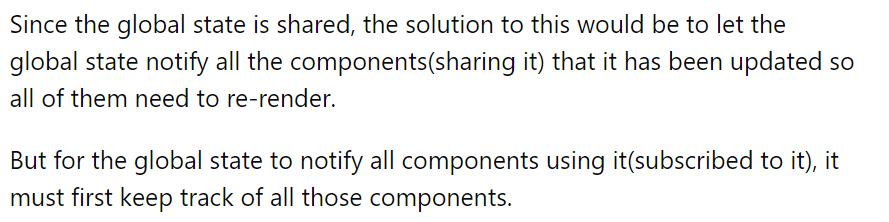 Since the global state is shared, the solution to this would be to let the
global state notify all the components(sharing it) that it has been updated so
all of them need to re-render.
But for the global state to notify all components using it(subscribed to it), it
must first keep track of all those components.